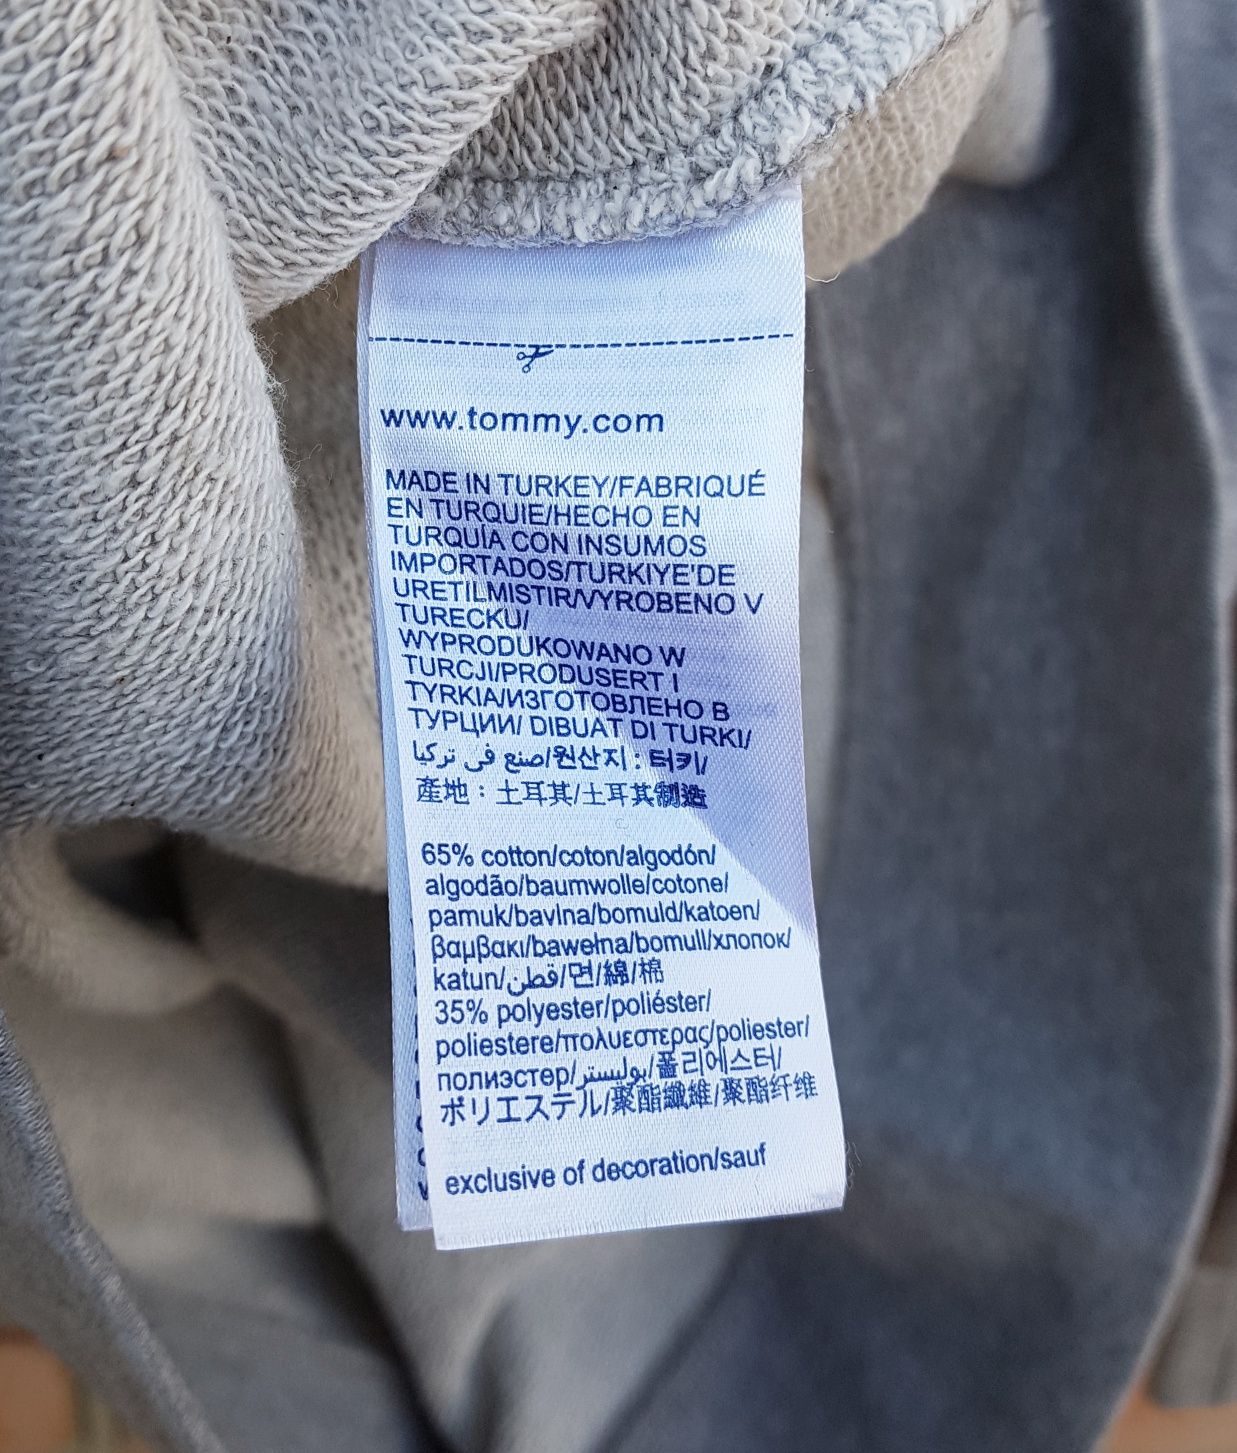 www.tommy.com
MADE IN TURKEY/FABRIQUÉ
EN TURQUIE/HECHO EN
TURQUÍA CON INSUMOS
IMPORTADOS/TURKIYE'DE
URETILMISTIR/VYROBENO V
TURECKU/
WYPRODUKOWANO W
TURCJI/PRODUSERT I
TYRKIA/ИЗГОТОВЛЕНО В
ТУРЦИИ/ DIBUAT DI TURKI/
صنع في تركيا/원산지 : 터키/
產地：土耳其/土耳其制造
65% cotton/coton/algodón/
algodão/baumwolle/cotone/
pamuk/bavlna/bomuld/katoen/
βαμβακι/bawełna/bomull/хлопок/
katun/قطن/면/綿/棉
35% polyester/poliéster/
poliestere/πολυεστερας/poliester/
полиэстер/بوليستر/폴리에스터/
ポリエステル/聚酯纖維/聚酯纤维
exclusive of decoration/sauf